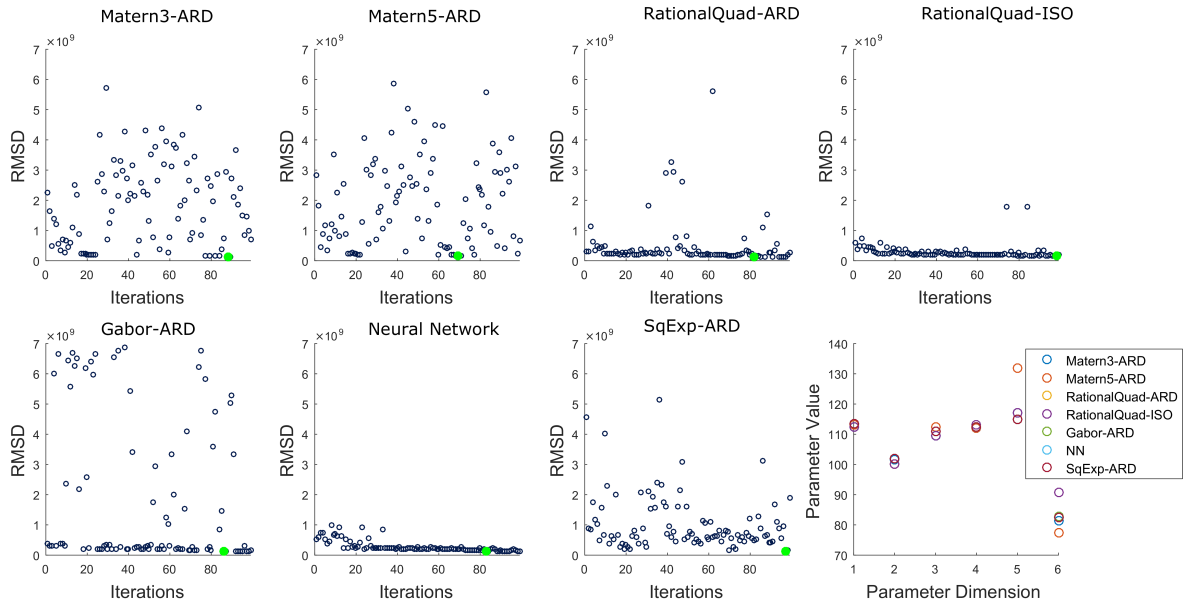 Matern3-ARD
Matern5-ARD
RationalQuad-ARD
RationalQuad-ISO
×10^9
7
6
5
4
3
2
1
0
RMSD
0 20 40 60 80
Iterations
×10^9
7
6
5
4
3
2
1
0
RMSD
0 20 40 60 80
Iterations
×10^9
7
6
5
4
3
2
1
0
RMSD
0 20 40 60 80
Iterations
×10^9
7
6
5
4
3
2
1
0
RMSD
0 20 40 60 80
Iterations
Gabor-ARD
Neural Network
SqExp-ARD
×10^9
7
6
5
4
3
2
1
0
RMSD
0 20 40 60 80
Iterations
×10^9
7
6
5
4
3
2
1
0
RMSD
0 20 40 60 80
Iterations
×10^9
7
6
5
4
3
2
1
0
RMSD
0 20 40 60 80
Iterations
140
130
120
110
100
90
80
70
Parameter Value
1 2 3 4 5 6
Parameter Dimension
Matern3-ARD
Matern5-ARD
RationalQuad-ARD
RationalQuad-ISO
Gabor-ARD
NN
SqExp-ARD